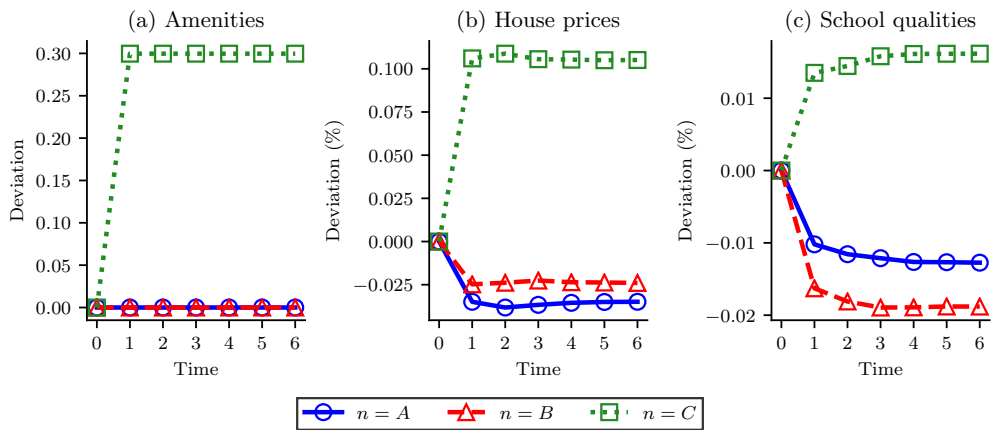 (a) Amenities
0.30
0.25
0.20
0.15
0.10
0.05
0.00
Deviation
0 1 2 3 4 5 6
Time
(b) House prices
0.100
0.075
0.050
0.025
0.000
−0.025
Deviation (%)
0 1 2 3 4 5 6
Time
(c) School qualities
0.01
0.00
−0.01
−0.02
Deviation (%)
0 1 2 3 4 5 6
Time
n = A n = B n = C